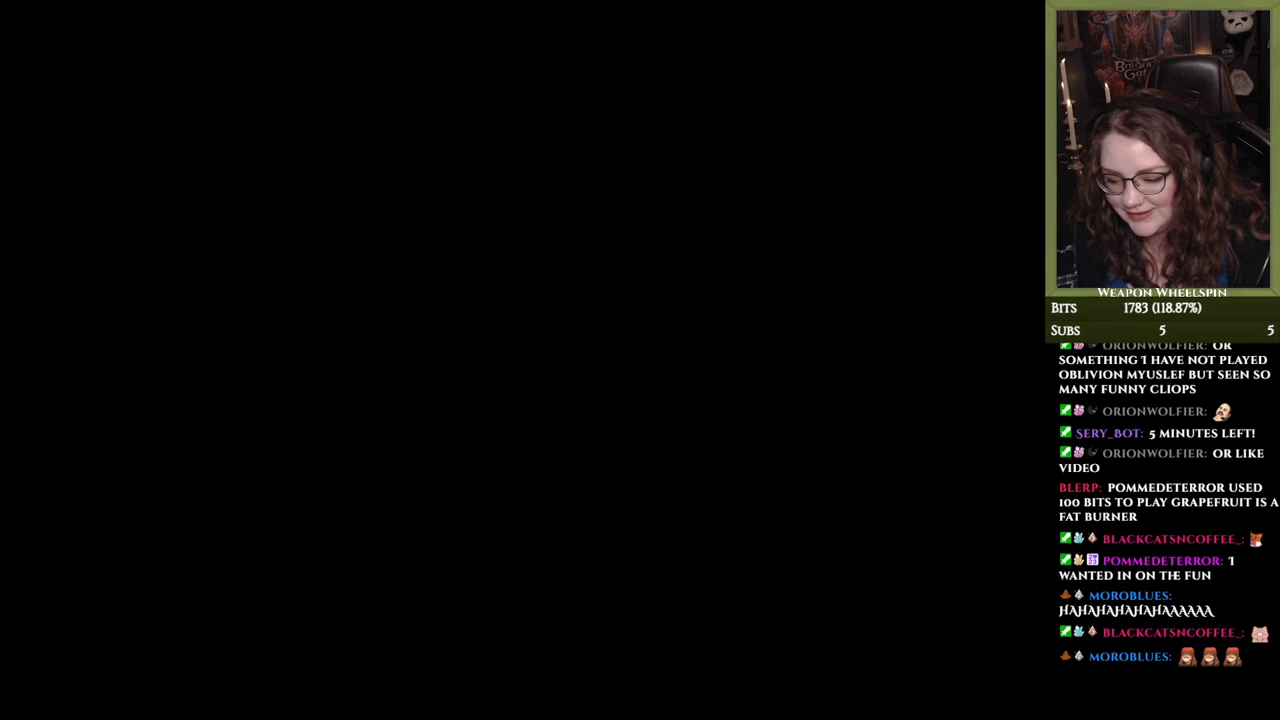 Baldur's
Gate
Weapon Wheelspin
Bits 1783 (118.87%)
Subs 5 5
ORIONWOLFIER: OR
SOMETHING I HAVE NOT PLAYED
OBLIVION MYUSLEF BUT SEEN SO
MANY FUNNY CLIOPS
ORIONWOLFIER:
SERY_BOT: 5 MINUTES LEFT!
ORIONWOLFIER: OR LIKE
VIDEO
BLERP: POMMEDETERROR USED
100 BITS TO PLAY GRAPEFRUIT IS A
FAT BURNER
BLACKCATSNCOFFEE_:
POMMEDETERROR: I
WANTED IN ON THE FUN
MOROBLUES:
HAHAHAHAHAHAAAAAA
BLACKCATSNCOFFEE_:
MOROBLUES: